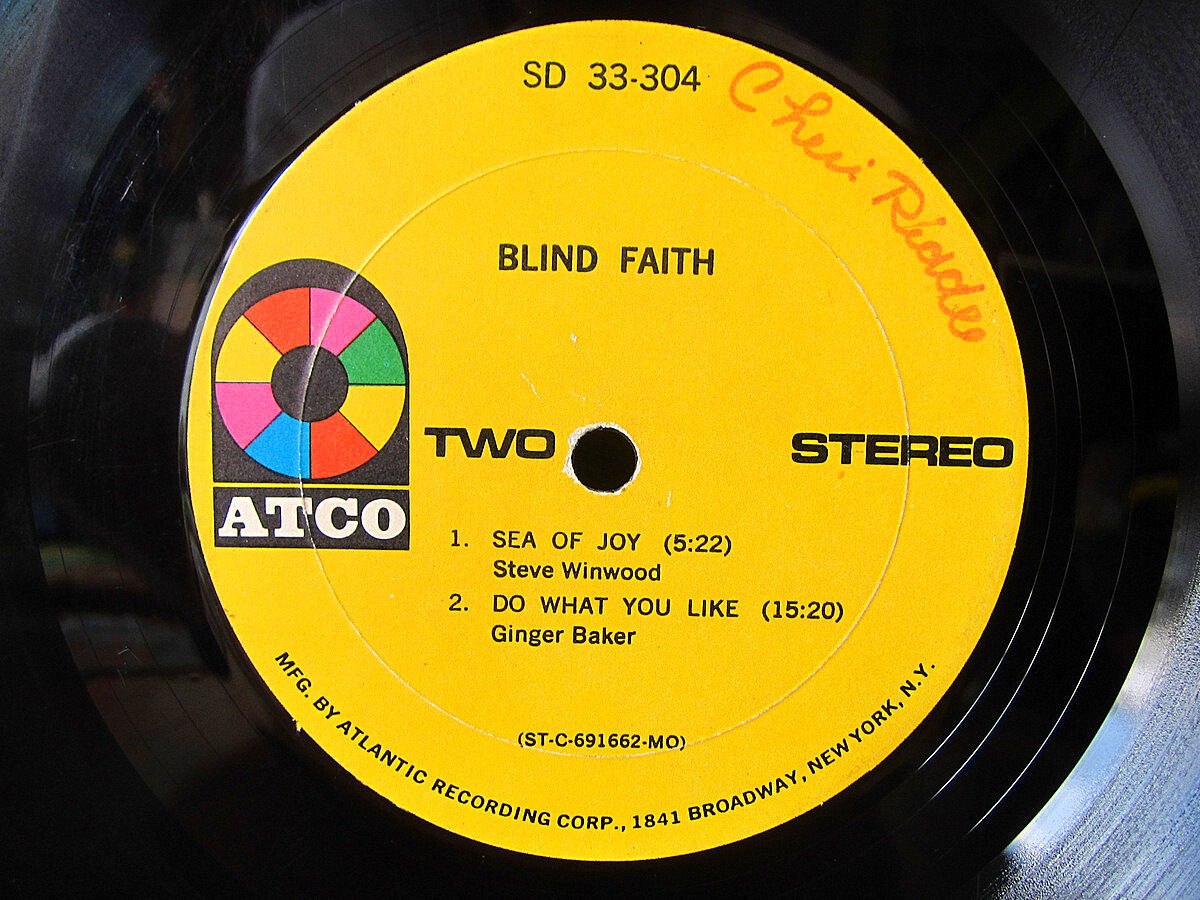 SD 33-304
Cheri Riddle
BLIND FAITH
ATCO
TWO
STEREO
1. SEA OF JOY (5:22)
Steve Winwood
2. DO WHAT YOU LIKE (15:20)
Ginger Baker
(ST-C-691662-MO)
MFG. BY ATLANTIC RECORDING CORP., 1841 BROADWAY, NEW YORK, N.Y.